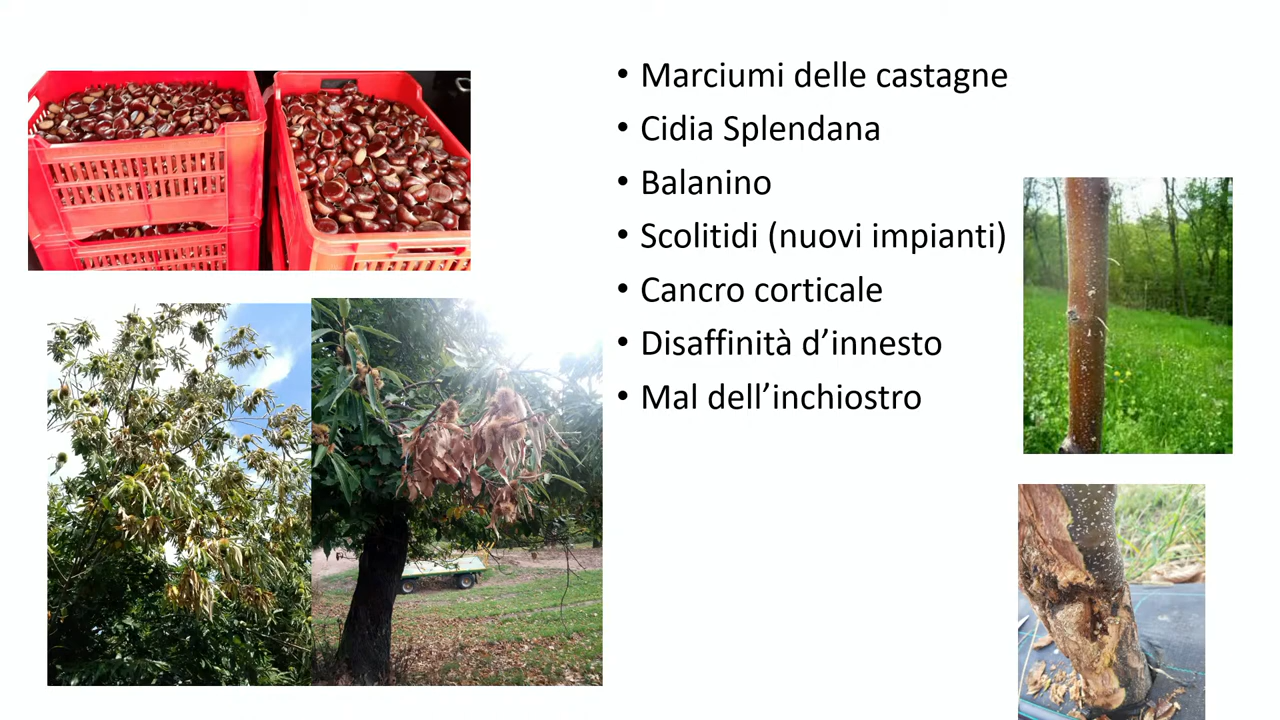 • Marciumi delle castagne
• Cidia Splendana
• Balanino
• Scolitidi (nuovi impianti)
• Cancro corticale
• Disaffinità d’innesto
• Mal dell’inchiostro